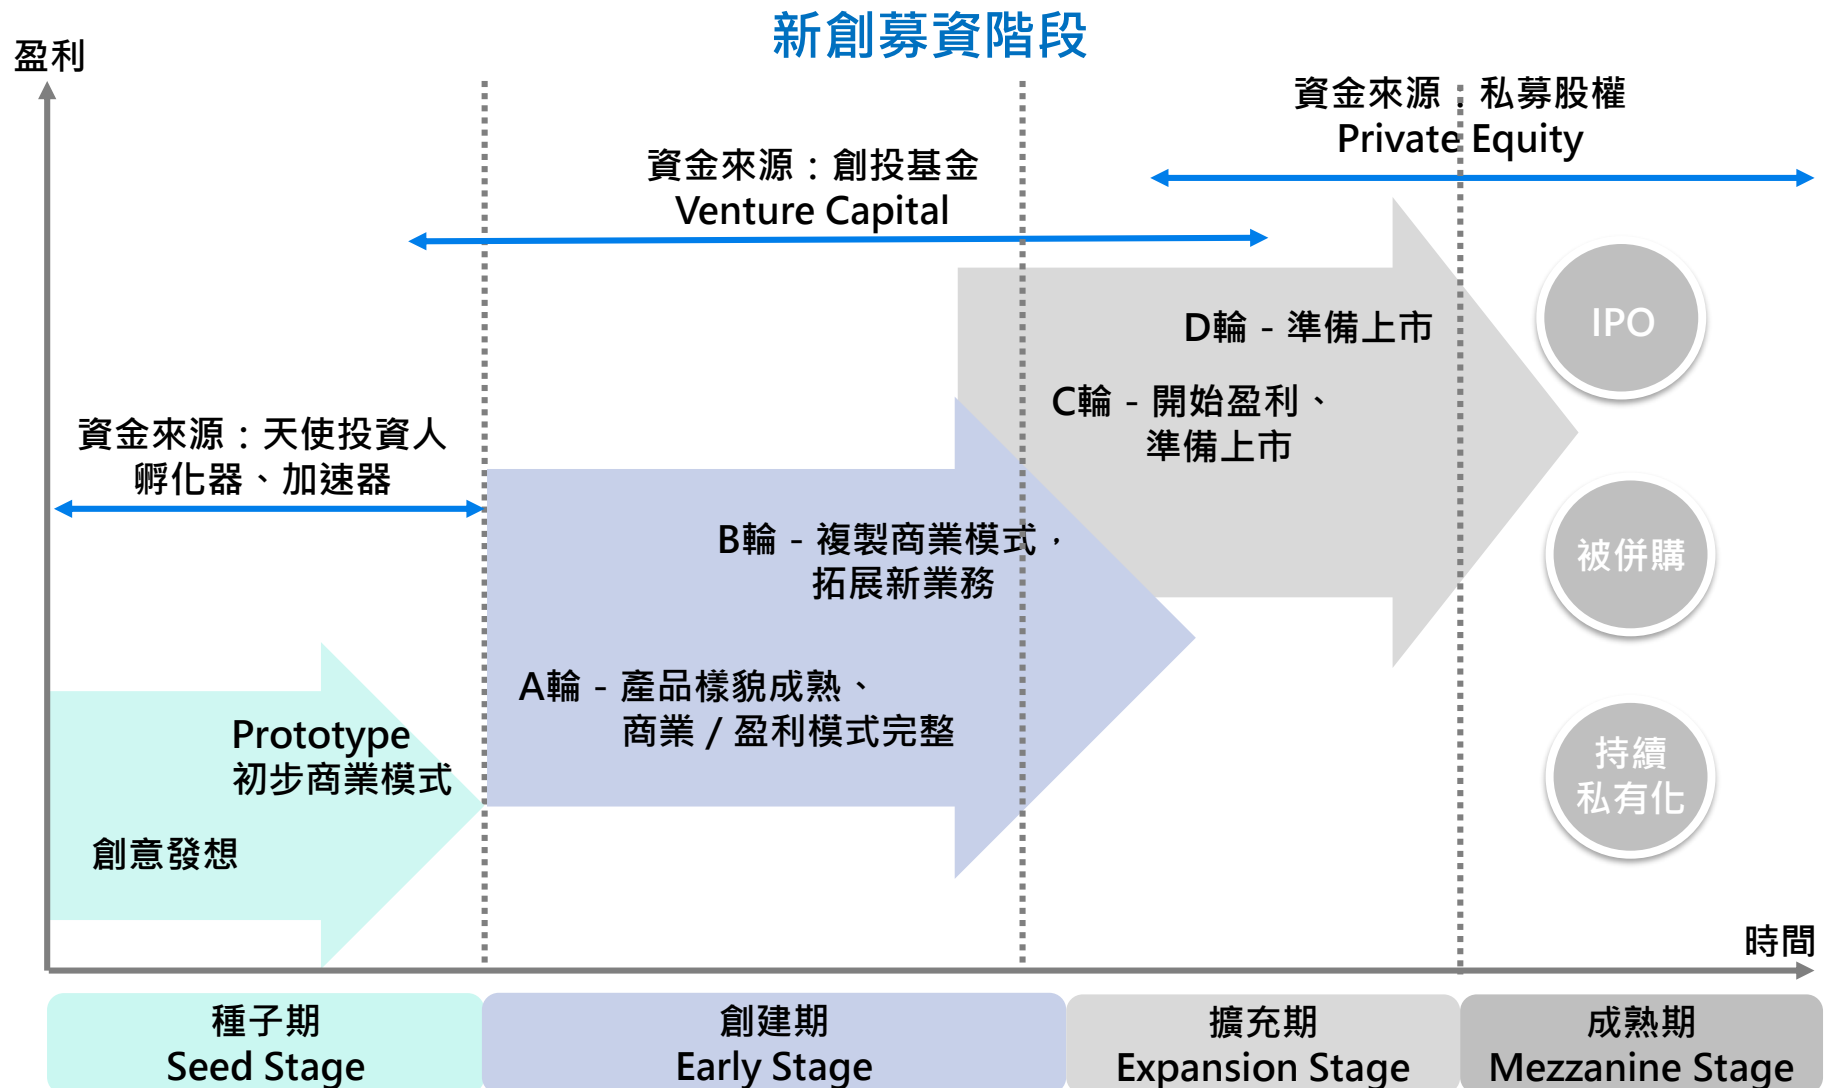 新創募資階段
盈利
資金來源：私募股權
Private Equity
資金來源：創投基金
Venture Capital
IPO
D輪 - 準備上市
C輪 - 開始盈利、
準備上市
資金來源：天使投資人
孵化器、加速器
B輪 - 複製商業模式，
拓展新業務
被併購
A輪 - 產品樣貌成熟、
商業 / 盈利模式完整
Prototype
初步商業模式
持續
私有化
創意發想
時間
種子期
Seed Stage
創建期
Early Stage
擴充期
Expansion Stage
成熟期
Mezzanine Stage